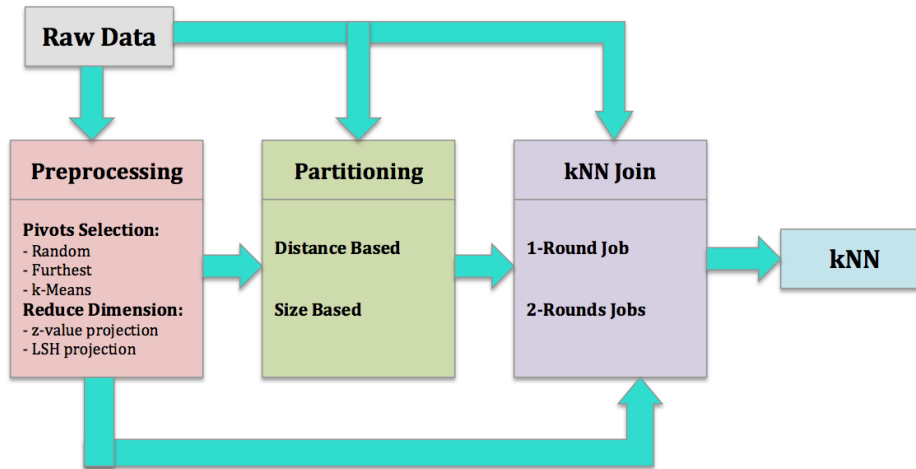 Raw Data
Preprocessing
Pivots Selection:
- Random
- Furthest
- k-Means
Reduce Dimension:
- z-value projection
- LSH projection
Partitioning
Distance Based
Size Based
kNN Join
1-Round Job
2-Rounds Jobs
kNN